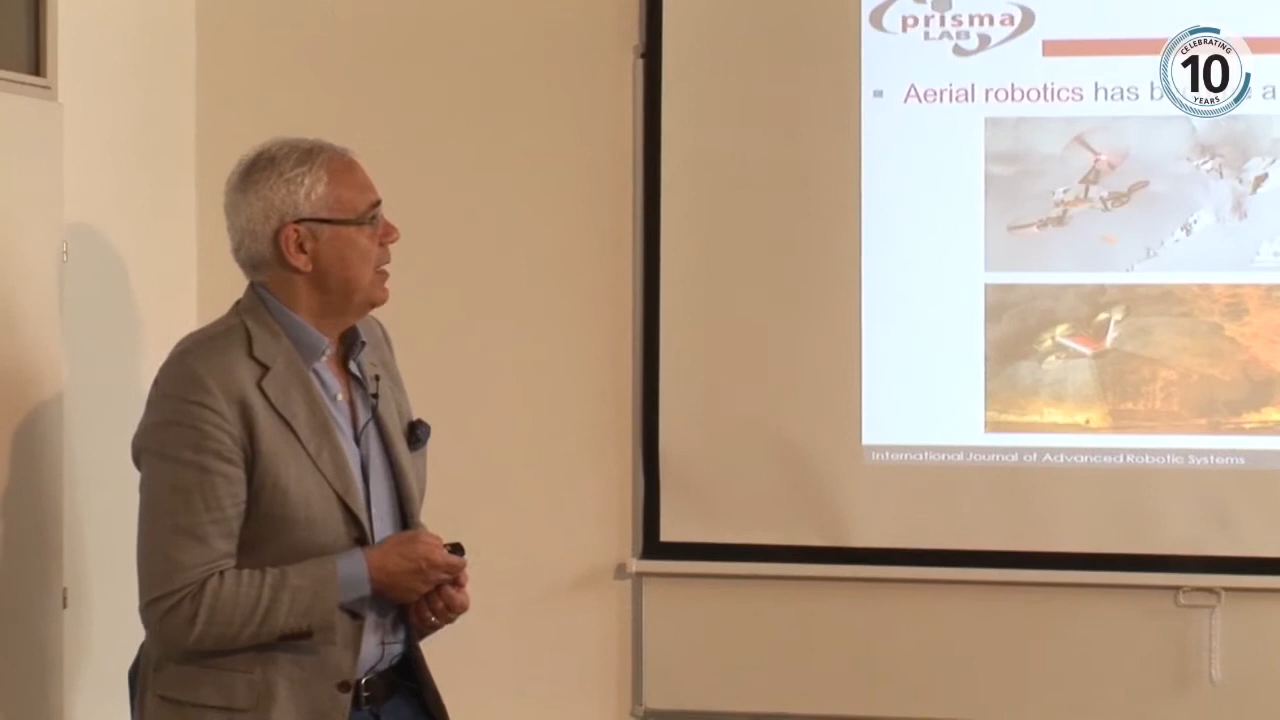 prisma
LAB
CELEBRATING
10
YEARS
Aerial robotics has a
International Journal of Advanced Robotic Systems